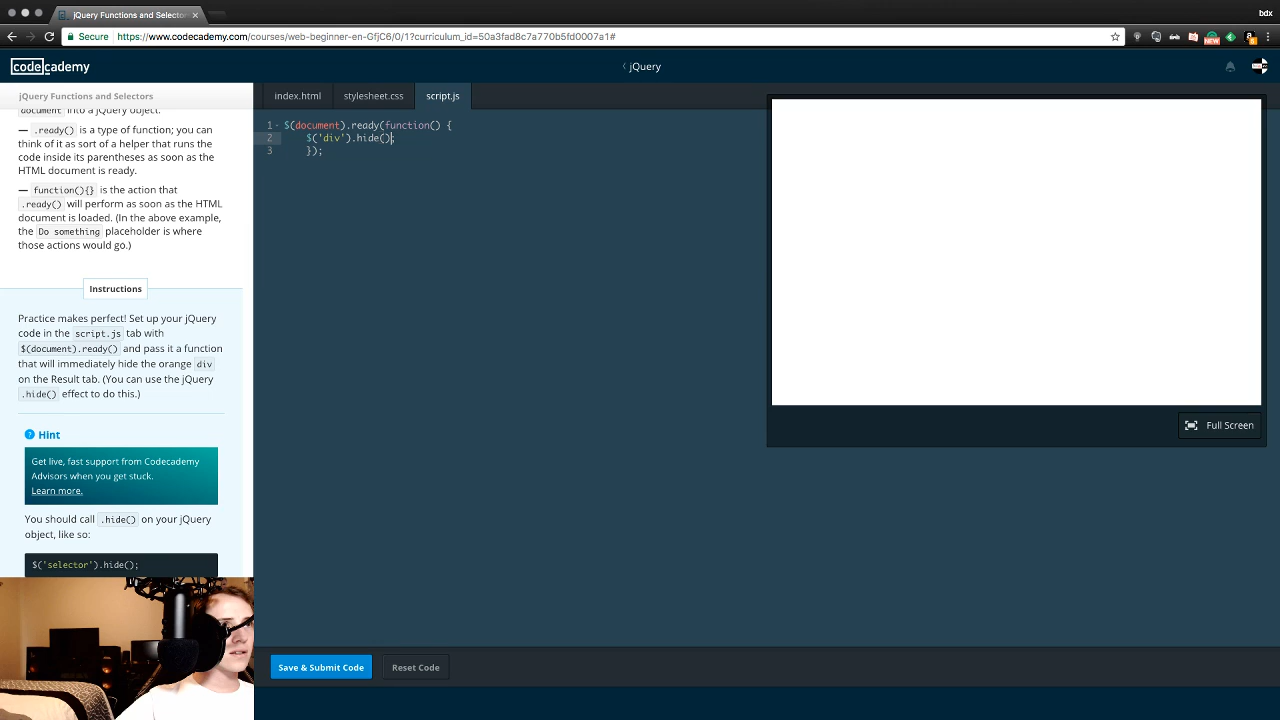 jQuery Functions and Selector
bdx
Secure https://www.codecademy.com/courses/web-beginner-en-GfjC6/0/1?curriculum_id=50a3fad8c7a770b5fd0007a1#
codecademy
jQuery
jQuery Functions and Selectors
index.html stylesheet.css script.js
document into a jQuery object.
— .ready() is a type of function; you can
think of it as sort of a helper that runs the
code inside its parentheses as soon as the
HTML document is ready.
— function(){} is the action that
.ready() will perform as soon as the HTML
document is loaded. (In the above example,
the Do something placeholder is where
those actions would go.)
Instructions
Practice makes perfect! Set up your jQuery
code in the script.js tab with
$(document).ready() and pass it a function
that will immediately hide the orange div
on the Result tab. (You can use the jQuery
.hide() effect to do this.)
Hint
Get live, fast support from Codecademy
Advisors when you get stuck.
Learn more.
You should call .hide() on your jQuery
object, like so:
$('selector').hide();
1 $(document).ready(function() {
2 $('div').hide();
3 });
Full Screen
Save & Submit Code Reset Code